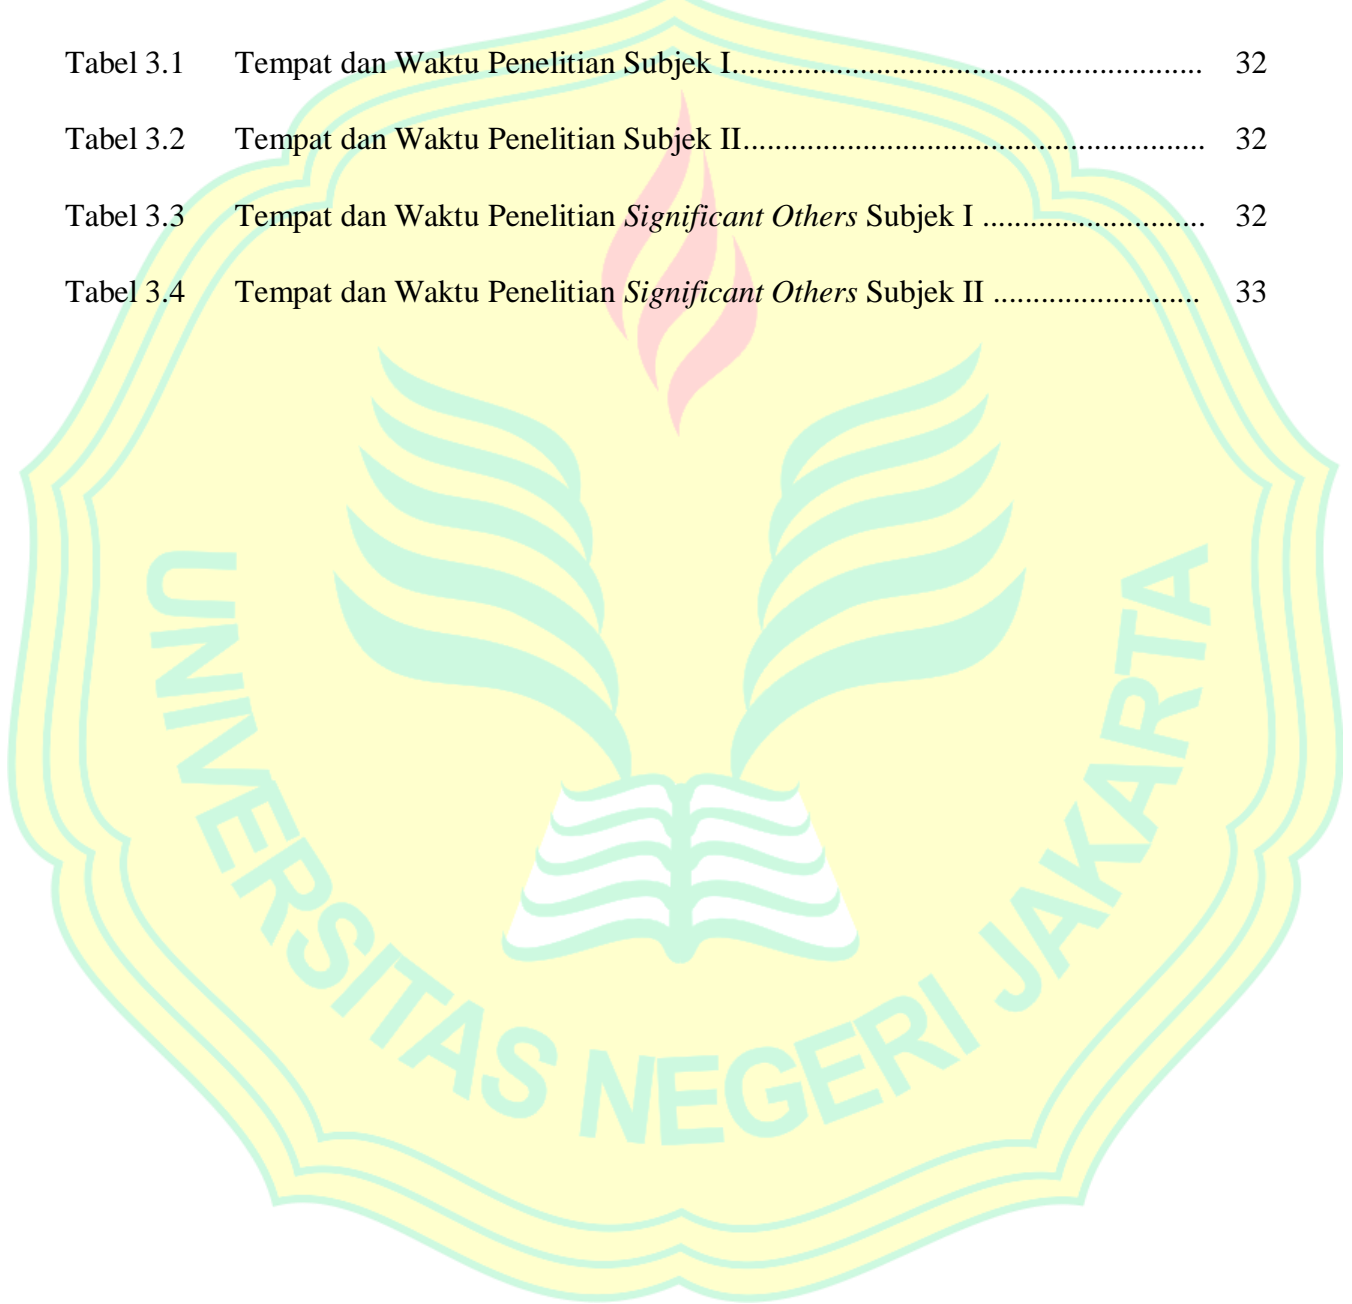 Tabel 3.1 Tempat dan Waktu Penelitian Subjek I.......................................................... 32
Tabel 3.2 Tempat dan Waktu Penelitian Subjek II......................................................... 32
Tabel 3.3 Tempat dan Waktu Penelitian Significant Others Subjek I ............................ 32
Tabel 3.4 Tempat dan Waktu Penelitian Significant Others Subjek II .......................... 33
UNIVERSITAS NEGERI JAKARTA